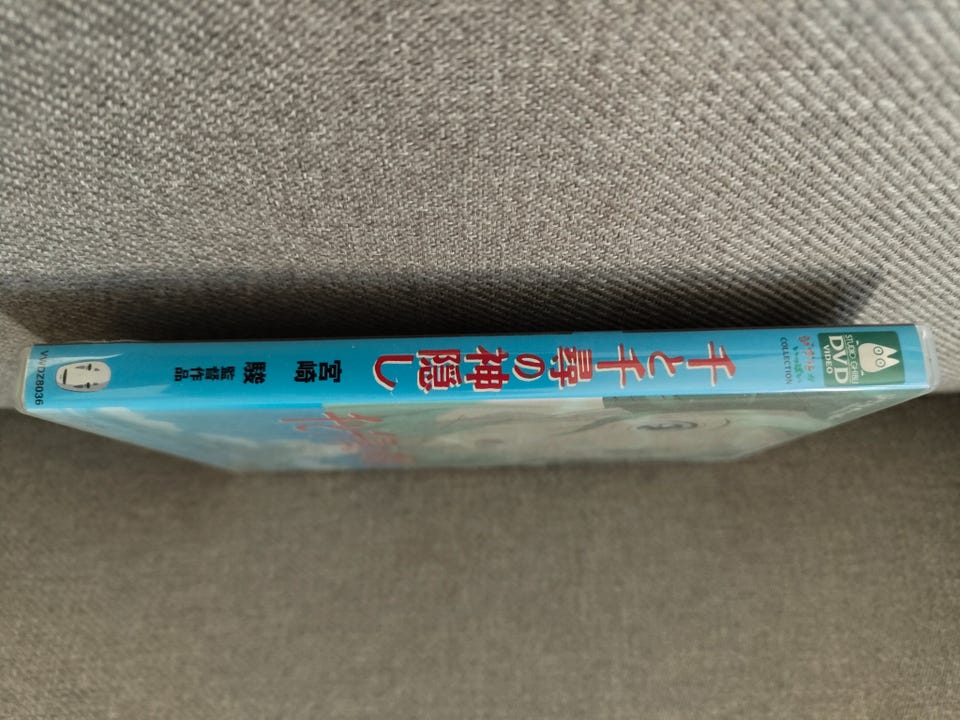 STUDIO GHIBLI
DVD
VIDEO
COLLECTION
千と千尋の神隠し
宮崎 駿
監督作品
VWDZ8036